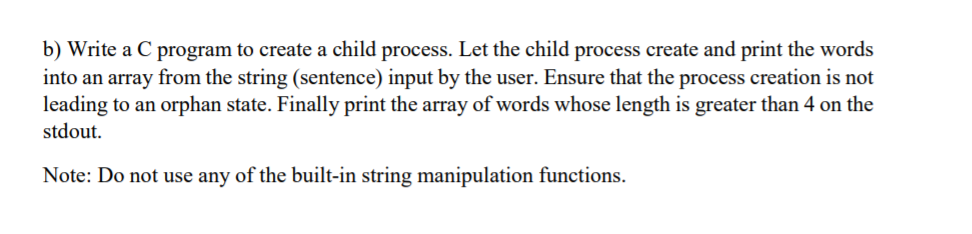 b) Write a C program to create a child process. Let the child process create and print the words
into an array from the string (sentence) input by the user. Ensure that the process creation is not
leading to an orphan state. Finally print the array of words whose length is greater than 4 on the
stdout.
Note: Do not use any of the built-in string manipulation functions.